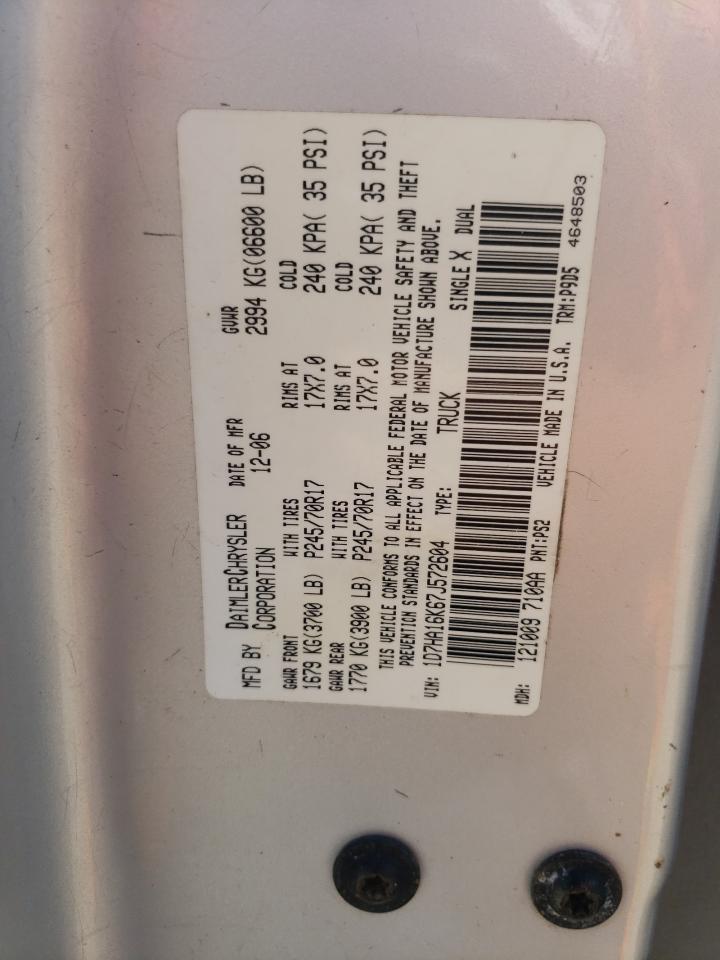 MFD BY DAIMLERCHRYSLER CORPORATION DATE OF MFR 12-06 GVWR 2994 KG(06600 LB)
GAWR FRONT WITH TIRES RIMS AT COLD
1679 KG(3700 LB) P245/70R17 17X7.0 240 KPA( 35 PSI)
GAWR REAR WITH TIRES RIMS AT COLD
1770 KG(3900 LB) P245/70R17 17X7.0 240 KPA( 35 PSI)
THIS VEHICLE CONFORMS TO ALL APPLICABLE FEDERAL MOTOR VEHICLE SAFETY AND THEFT
PREVENTION STANDARDS IN EFFECT ON THE DATE OF MANUFACTURE SHOWN ABOVE.
VIN: 1D7HA16K67J572604 TYPE: TRUCK SINGLE X DUAL
MDH: 121009 710AA PNT:PS2 VEHICLE MADE IN U.S.A. TRM:P9D5 4648503